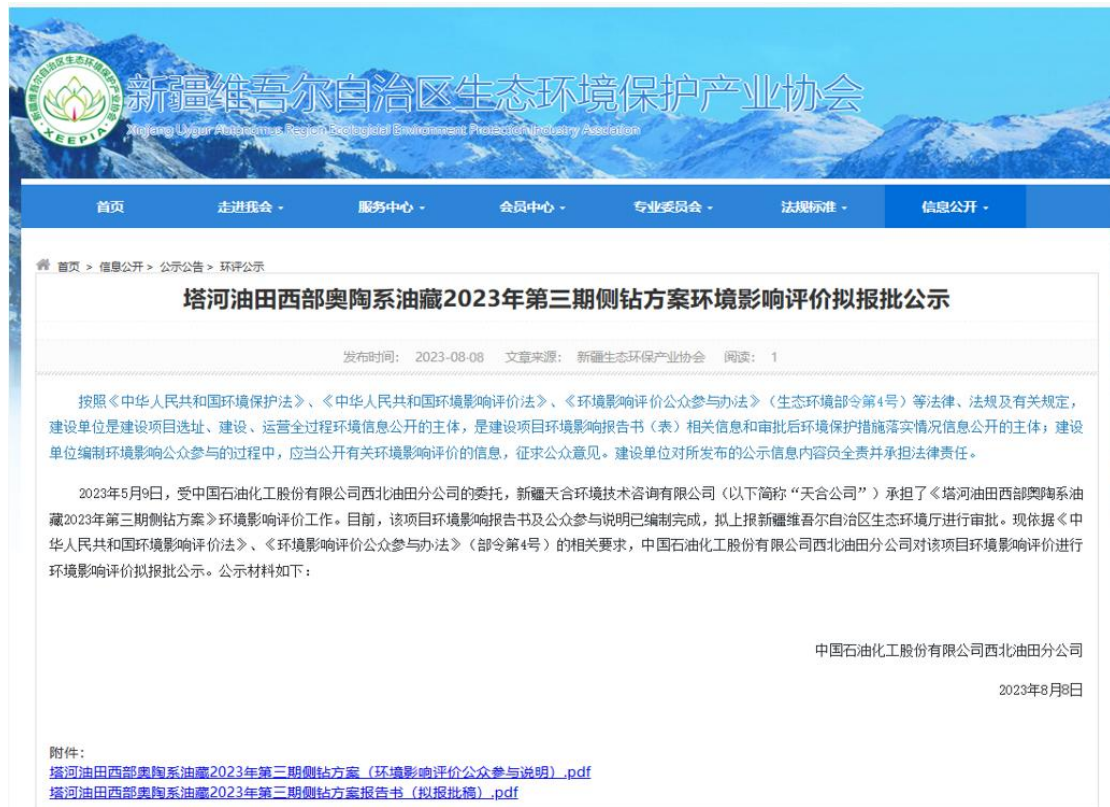 新疆维吾尔自治区生态环境保护产业协会
Xinjiang Uygur Autonomous Region Ecological Environment Protection Industry Association
XEEPIA
首页 走进我会 服务中心 会员中心 专业委员会 法规标准 信息公开
首页 > 信息公开 > 公示公告 > 环评公示
塔河油田西部奥陶系油藏2023年第三期侧钻方案环境影响评价拟报批公示
发布时间： 2023-08-08 文章来源： 新疆生态环保产业协会 阅读： 1
按照《中华人民共和国环境保护法》、《中华人民共和国环境影响评价法》、《环境影响评价公众参与办法》（生态环境部令第4号）等法律、法规及有关规定，
建设单位是建设项目选址、建设、运营全过程环境信息公开的主体，是建设项目环境影响报告书（表）相关信息和审批后环境保护措施落实情况信息公开的主体；建设
单位编制环境影响公众参与的过程中，应当公开有关环境影响评价的信息，征求公众意见。建设单位对所发布的公示信息内容负全责并承担法律责任。
2023年5月9日，受中国石油化工股份有限公司西北油田分公司的委托，新疆天合环境技术咨询有限公司（以下简称“天合公司”）承担了《塔河油田西部奥陶系油
藏2023年第三期侧钻方案》环境影响评价工作。目前，该项目环境影响报告书及公众参与说明已编制完成，拟上报新疆维吾尔自治区生态环境厅进行审批。现依据《中
华人民共和国环境影响评价法》、《环境影响评价公众参与办法》（部令第4号）的相关要求，中国石油化工股份有限公司西北油田分公司对该项目环境影响评价进行
环境影响评价拟报批公示。公示材料如下：
中国石油化工股份有限公司西北油田分公司
2023年8月8日
附件：
塔河油田西部奥陶系油藏2023年第三期侧钻方案（环境影响评价公众参与说明）.pdf
塔河油田西部奥陶系油藏2023年第三期侧钻方案报告书（拟报批稿）.pdf